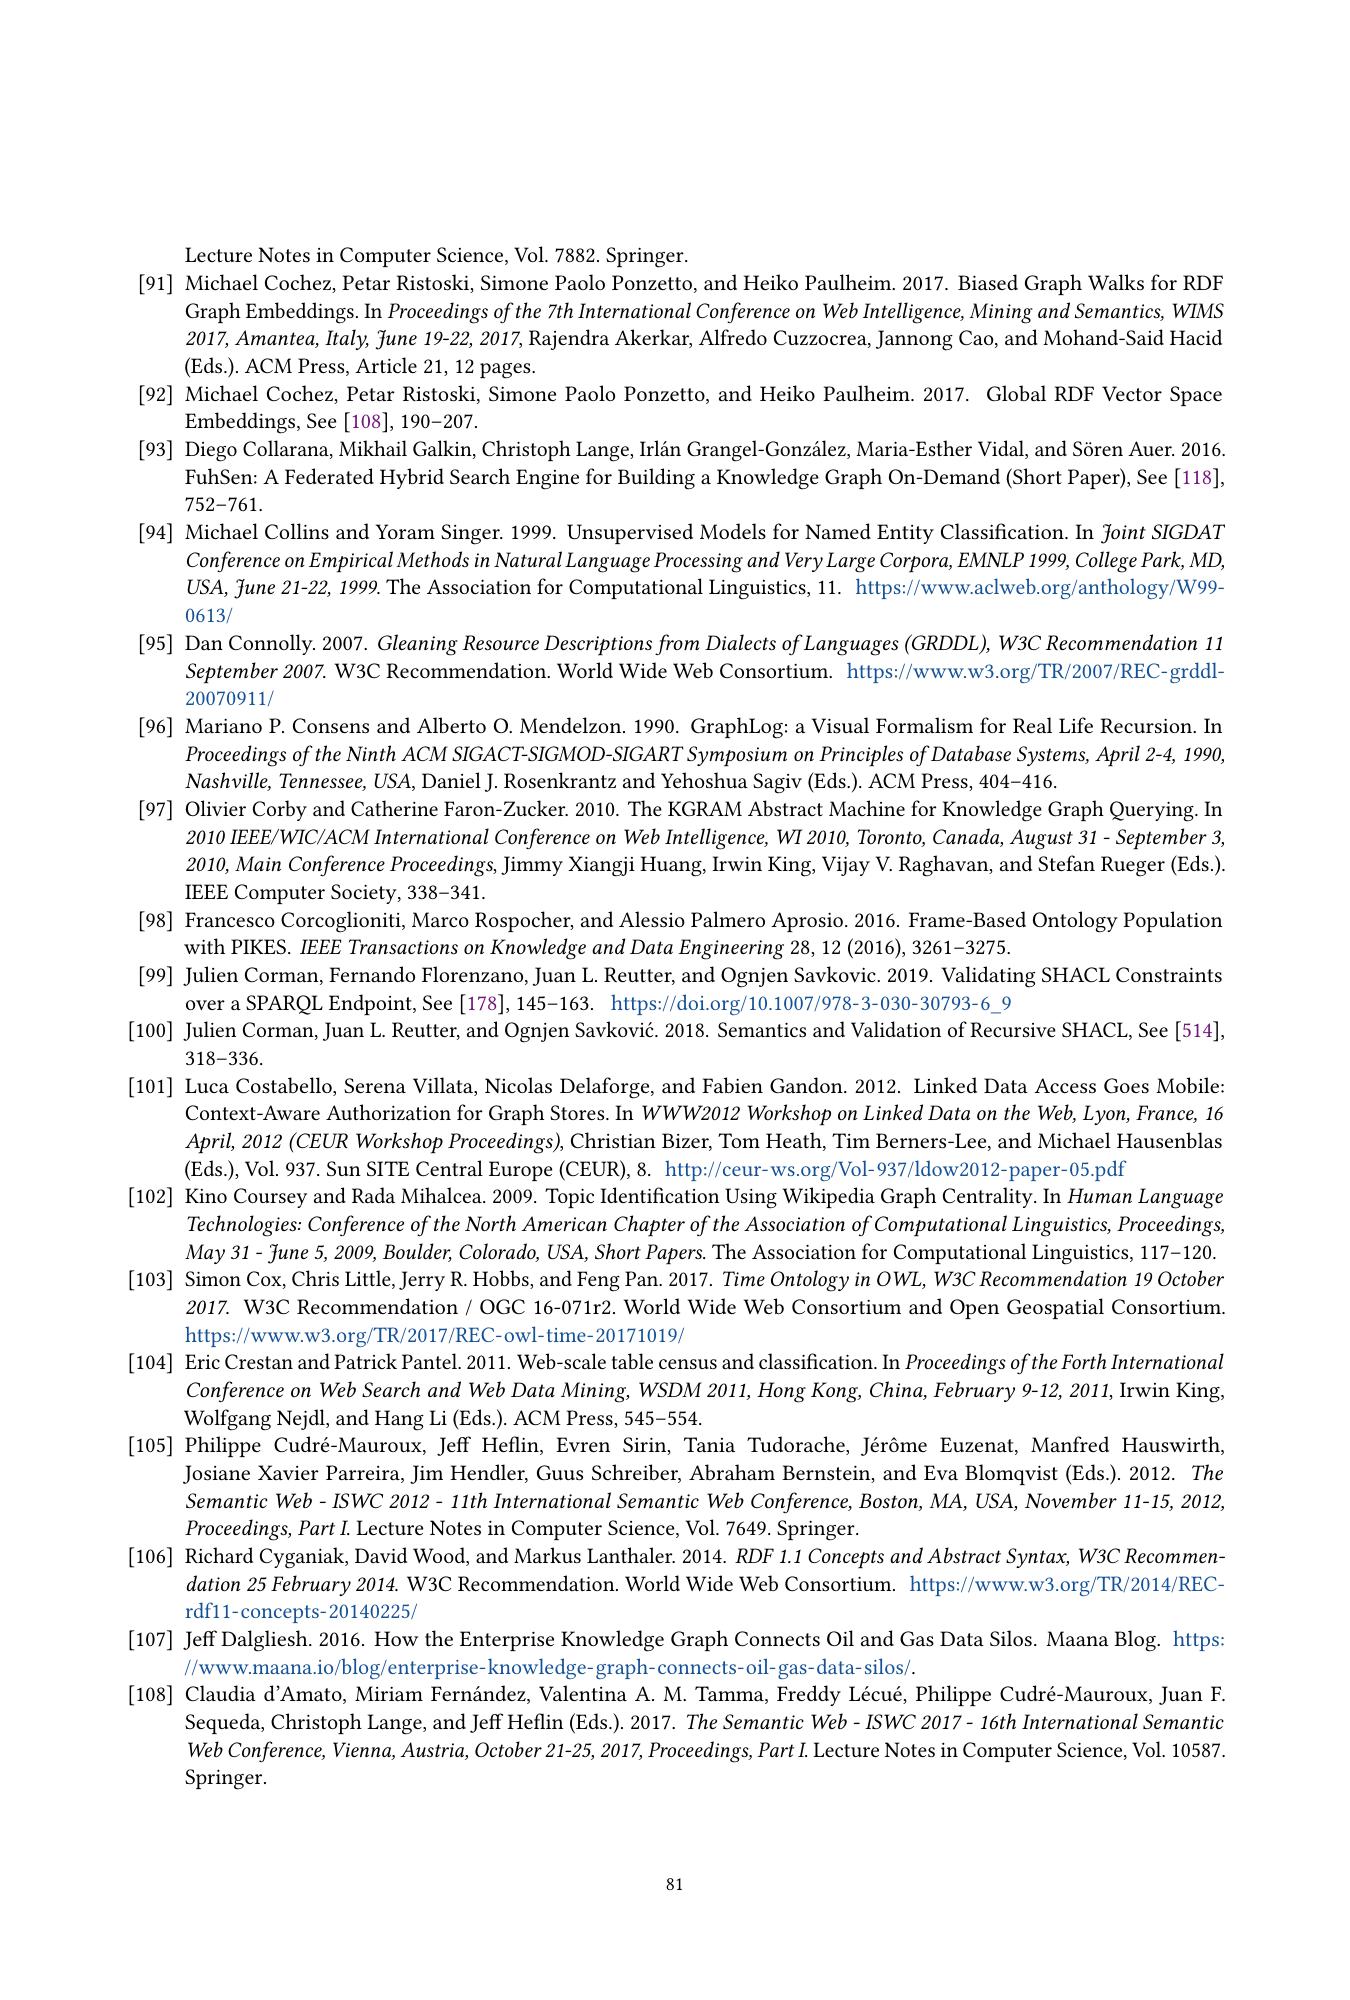 Lecture Notes in Computer Science, Vol. 7882. Springer.
[91] Michael Cochez, Petar Ristoski, Simone Paolo Ponzetto, and Heiko Paulheim. 2017. Biased Graph Walks for RDF
Graph Embeddings. In Proceedings of the 7th International Conference on Web Intelligence, Mining and Semantics, WIMS
2017, Amantea, Italy, June 19-22, 2017, Rajendra Akerkar, Alfredo Cuzzocrea, Jannong Cao, and Mohand-Said Hacid
(Eds.). ACM Press, Article 21, 12 pages.
[92] Michael Cochez, Petar Ristoski, Simone Paolo Ponzetto, and Heiko Paulheim. 2017. Global RDF Vector Space
Embeddings, See [108], 190–207.
[93] Diego Collarana, Mikhail Galkin, Christoph Lange, Irlán Grangel-González, Maria-Esther Vidal, and Sören Auer. 2016.
FuhSen: A Federated Hybrid Search Engine for Building a Knowledge Graph On-Demand (Short Paper), See [118],
752–761.
[94] Michael Collins and Yoram Singer. 1999. Unsupervised Models for Named Entity Classification. In Joint SIGDAT
Conference on Empirical Methods in Natural Language Processing and Very Large Corpora, EMNLP 1999, College Park, MD,
USA, June 21-22, 1999. The Association for Computational Linguistics, 11. https://www.aclweb.org/anthology/W99-
0613/
[95] Dan Connolly. 2007. Gleaning Resource Descriptions from Dialects of Languages (GRDDL), W3C Recommendation 11
September 2007. W3C Recommendation. World Wide Web Consortium. https://www.w3.org/TR/2007/REC-grddl-
20070911/
[96] Mariano P. Consens and Alberto O. Mendelzon. 1990. GraphLog: a Visual Formalism for Real Life Recursion. In
Proceedings of the Ninth ACM SIGACT-SIGMOD-SIGART Symposium on Principles of Database Systems, April 2-4, 1990,
Nashville, Tennessee, USA, Daniel J. Rosenkrantz and Yehoshua Sagiv (Eds.). ACM Press, 404–416.
[97] Olivier Corby and Catherine Faron-Zucker. 2010. The KGRAM Abstract Machine for Knowledge Graph Querying. In
2010 IEEE/WIC/ACM International Conference on Web Intelligence, WI 2010, Toronto, Canada, August 31 - September 3,
2010, Main Conference Proceedings, Jimmy Xiangji Huang, Irwin King, Vijay V. Raghavan, and Stefan Rueger (Eds.).
IEEE Computer Society, 338–341.
[98] Francesco Corcoglioniti, Marco Rospocher, and Alessio Palmero Aprosio. 2016. Frame-Based Ontology Population
with PIKES. IEEE Transactions on Knowledge and Data Engineering 28, 12 (2016), 3261–3275.
[99] Julien Corman, Fernando Florenzano, Juan L. Reutter, and Ognjen Savkovic. 2019. Validating SHACL Constraints
over a SPARQL Endpoint, See [178], 145–163. https://doi.org/10.1007/978-3-030-30793-6_9
[100] Julien Corman, Juan L. Reutter, and Ognjen Savković. 2018. Semantics and Validation of Recursive SHACL, See [514],
318–336.
[101] Luca Costabello, Serena Villata, Nicolas Delaforge, and Fabien Gandon. 2012. Linked Data Access Goes Mobile:
Context-Aware Authorization for Graph Stores. In WWW2012 Workshop on Linked Data on the Web, Lyon, France, 16
April, 2012 (CEUR Workshop Proceedings), Christian Bizer, Tom Heath, Tim Berners-Lee, and Michael Hausenblas
(Eds.), Vol. 937. Sun SITE Central Europe (CEUR), 8. http://ceur-ws.org/Vol-937/ldow2012-paper-05.pdf
[102] Kino Coursey and Rada Mihalcea. 2009. Topic Identification Using Wikipedia Graph Centrality. In Human Language
Technologies: Conference of the North American Chapter of the Association of Computational Linguistics, Proceedings,
May 31 - June 5, 2009, Boulder, Colorado, USA, Short Papers. The Association for Computational Linguistics, 117–120.
[103] Simon Cox, Chris Little, Jerry R. Hobbs, and Feng Pan. 2017. Time Ontology in OWL, W3C Recommendation 19 October
2017. W3C Recommendation / OGC 16-071r2. World Wide Web Consortium and Open Geospatial Consortium.
https://www.w3.org/TR/2017/REC-owl-time-20171019/
[104] Eric Crestan and Patrick Pantel. 2011. Web-scale table census and classification. In Proceedings of the Forth International
Conference on Web Search and Web Data Mining, WSDM 2011, Hong Kong, China, February 9-12, 2011, Irwin King,
Wolfgang Nejdl, and Hang Li (Eds.). ACM Press, 545–554.
[105] Philippe Cudré-Mauroux, Jeff Heflin, Evren Sirin, Tania Tudorache, Jérôme Euzenat, Manfred Hauswirth,
Josiane Xavier Parreira, Jim Hendler, Guus Schreiber, Abraham Bernstein, and Eva Blomqvist (Eds.). 2012. The
Semantic Web - ISWC 2012 - 11th International Semantic Web Conference, Boston, MA, USA, November 11-15, 2012,
Proceedings, Part I. Lecture Notes in Computer Science, Vol. 7649. Springer.
[106] Richard Cyganiak, David Wood, and Markus Lanthaler. 2014. RDF 1.1 Concepts and Abstract Syntax, W3C Recommen-
dation 25 February 2014. W3C Recommendation. World Wide Web Consortium. https://www.w3.org/TR/2014/REC-
rdf11-concepts-20140225/
[107] Jeff Dalgliesh. 2016. How the Enterprise Knowledge Graph Connects Oil and Gas Data Silos. Maana Blog. https:
//www.maana.io/blog/enterprise-knowledge-graph-connects-oil-gas-data-silos/.
[108] Claudia d'Amato, Miriam Fernández, Valentina A. M. Tamma, Freddy Lécué, Philippe Cudré-Mauroux, Juan F.
Sequeda, Christoph Lange, and Jeff Heflin (Eds.). 2017. The Semantic Web - ISWC 2017 - 16th International Semantic
Web Conference, Vienna, Austria, October 21-25, 2017, Proceedings, Part I. Lecture Notes in Computer Science, Vol. 10587.
Springer.
81